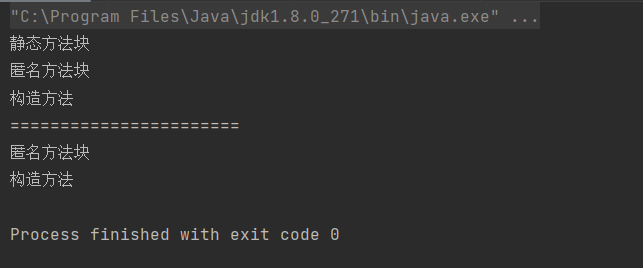 "C:\Program Files\Java\jdk1.8.0_271\bin\java.exe" ...
静态方法块
匿名方法块
构造方法
=======================
匿名方法块
构造方法
Process finished with exit code 0